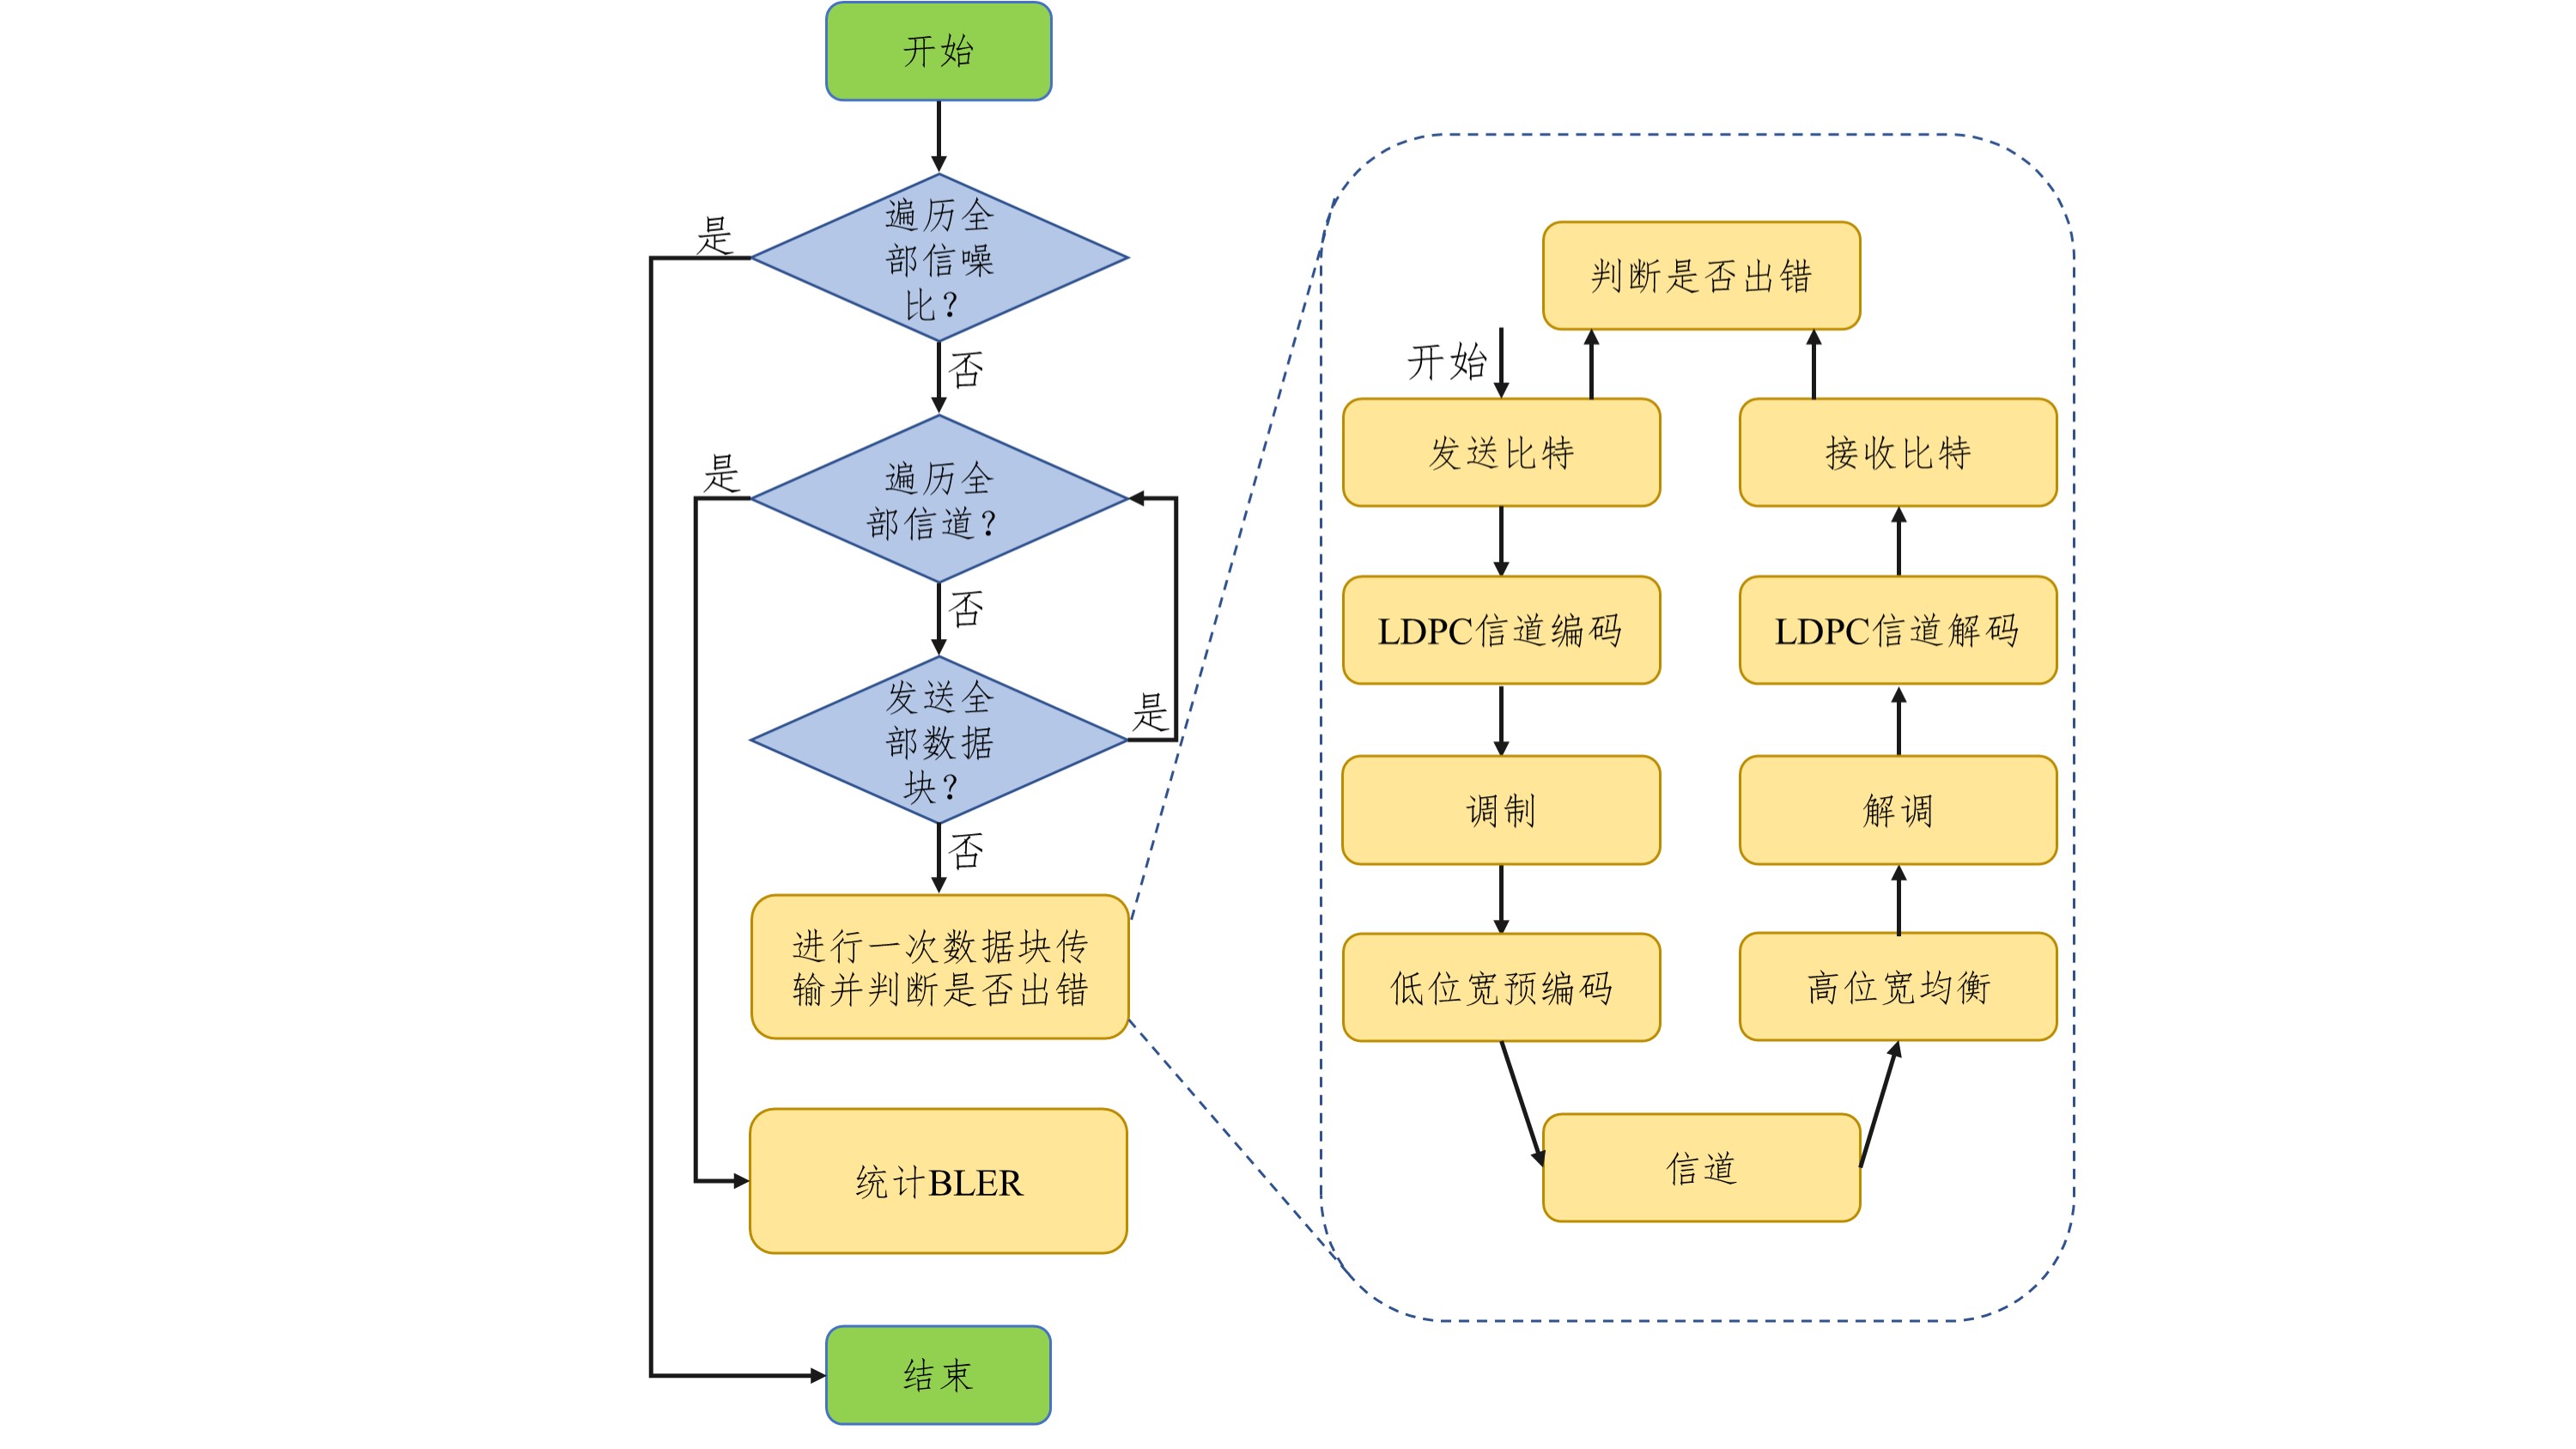 开始
是
遍历全
部信噪
比？
否
是
遍历全
部信道？
否
发送全
部数据
块？
是
否
进行一次数据块传
输并判断是否出错
统计BLER
结束
判断是否出错
开始
发送比特
接收比特
LDPC信道编码
LDPC信道解码
调制
解调
低位宽预编码
高位宽均衡
信道